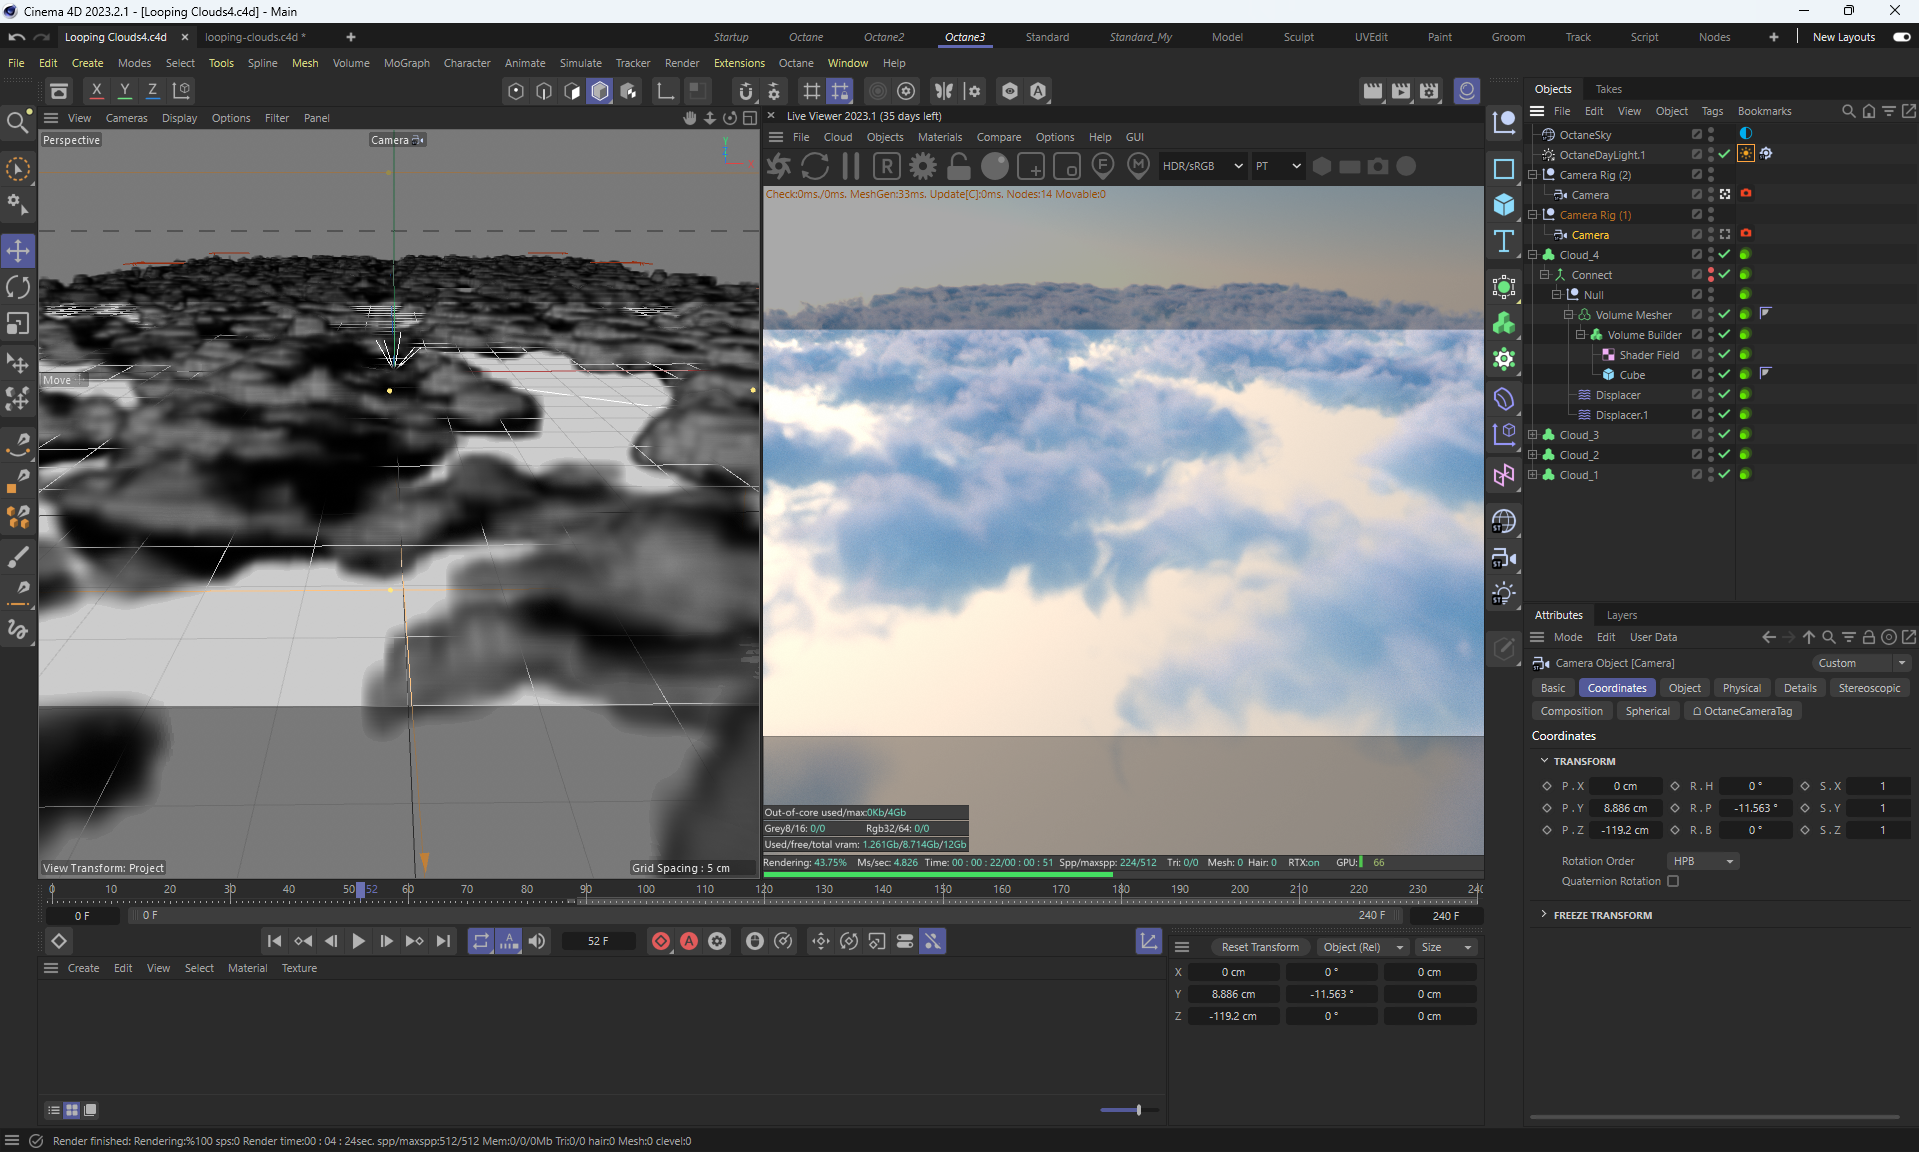 Cinema 4D 2023.2.1 - [Looping Clouds4.c4d] - Main
Looping Clouds4.c4d
looping-clouds.c4d *
Startup Octane Octane2 Octane3 Standard Standard_My Model Sculpt UVEdit Paint Groom Track Script Nodes New Layouts
File Edit Create Modes Select Tools Spline Mesh Volume MoGraph Character Animate Simulate Tracker Render Extensions Octane Window Help
X Y Z
View Cameras Display Options Filter Panel
Perspective
Camera
Y
X
Move
View Transform: Project
Grid Spacing : 5 cm
Live Viewer 2023.1 (35 days left)
File Cloud Objects Materials Compare Options Help GUI
R F M HDR/sRGB PT
Check:0ms./0ms. MeshGen:33ms. Update[C]:0ms. Nodes:14 Movable:0
Out-of-core used/max:0Kb/4Gb
Grey8/16: 0/0 Rgb32/64: 0/0
Used/free/total vram: 1.261Gb/8.714Gb/12Gb
Rendering: 43.75% Ms/sec: 4.826 Time: 00 : 00 : 22/00 : 00 : 51 Spp/maxspp: 224/512 Tri: 0/0 Mesh: 0 Hair: 0 RTX:on GPU: 66
0 10 20 30 40 50 52 60 70 80 90 100 110 120 130 140 150 160 170 180 190 200 210 220 230 240
0 F 0 F 240 F 240 F
52 F
Create Edit View Select Material Texture
Reset Transform Object (Rel) Size
X 0 cm 0 ° 0 cm
Y 8.886 cm -11.563 ° 0 cm
Z -119.2 cm 0 ° 0 cm
Objects Takes
File Edit View Object Tags Bookmarks
OctaneSky
OctaneDayLight.1
Camera Rig (2)
Camera
Camera Rig (1)
Camera
Cloud_4
Connect
Null
Volume Mesher
Volume Builder
Shader Field
Cube
Displacer
Displacer.1
Cloud_3
Cloud_2
Cloud_1
Attributes Layers
Mode Edit User Data
Camera Object [Camera] Custom
Basic Coordinates Object Physical Details Stereoscopic
Composition Spherical OctaneCameraTag
Coordinates
TRANSFORM
P . X 0 cm R . H 0 ° S . X 1
P . Y 8.886 cm R . P -11.563 ° S . Y 1
P . Z -119.2 cm R . B 0 ° S . Z 1
Rotation Order HPB
Quaternion Rotation
FREEZE TRANSFORM
Render finished: Rendering:%100 sps:0 Render time:00 : 04 : 24sec. spp/maxspp:512/512 Mem:0/0/0Mb Tri:0/0 hair:0 Mesh:0 clevel:0